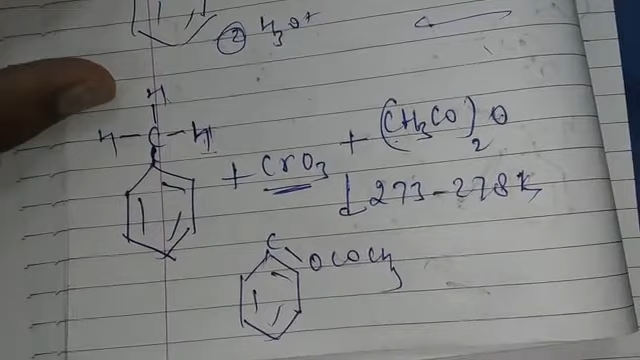 ② H3O+
H
H - C - H
+ CrO3 + (CH3CO)2O
↓ 273-278K
C
OCOCH3